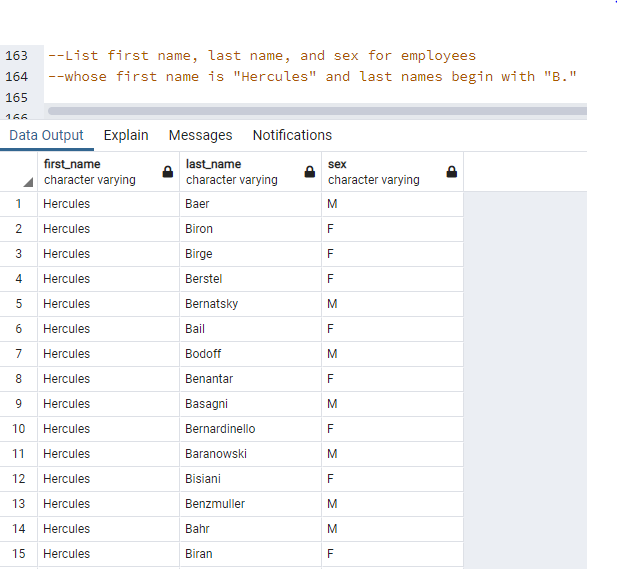 163 --List first name, last name, and sex for employees
164 --whose first name is "Hercules" and last names begin with "B."
165
166
Data Output Explain Messages Notifications
first_name last_name sex
character varying character varying character varying
1 Hercules Baer M
2 Hercules Biron F
3 Hercules Birge F
4 Hercules Berstel F
5 Hercules Bernatsky M
6 Hercules Bail F
7 Hercules Bodoff M
8 Hercules Benantar F
9 Hercules Basagni M
10 Hercules Bernardinello F
11 Hercules Baranowski M
12 Hercules Bisiani F
13 Hercules Benzmuller M
14 Hercules Bahr M
15 Hercules Biran F